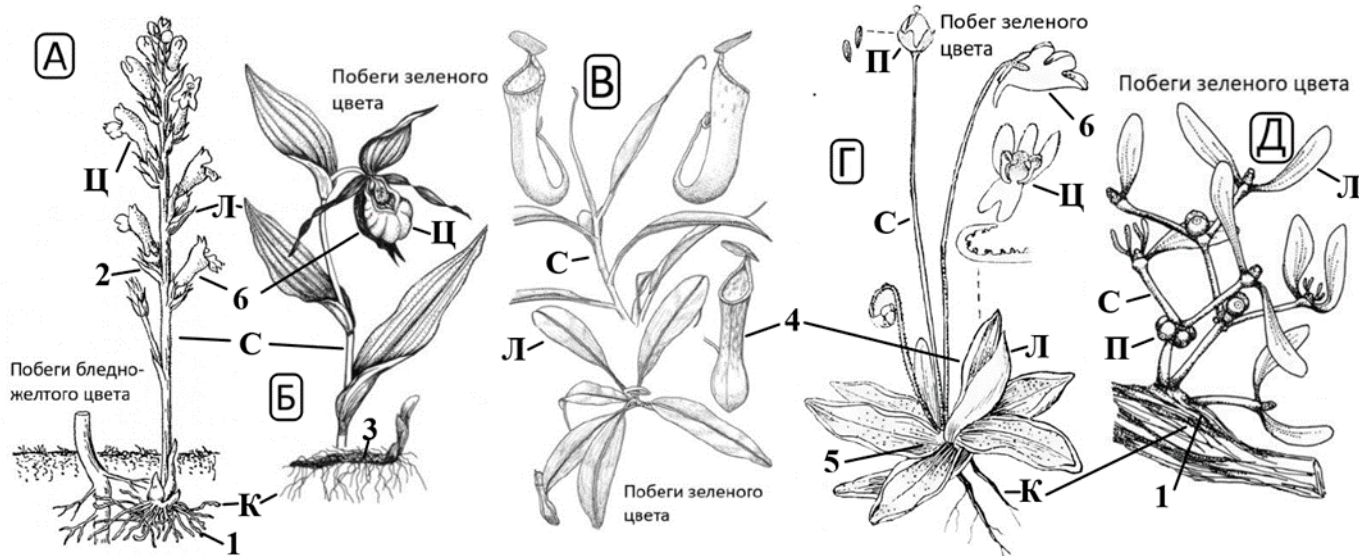 А
Ц
Л
2
6
С
Побеги бледно-
желтого цвета
К
1
Побеги зеленого
цвета
Ц
Б
3
В
С
Л
4
Побеги зеленого
цвета
Побег зеленого
цвета
П
6
Г
С
Ц
Л
5
К
Побеги зеленого цвета
Д
Л
С
П
1